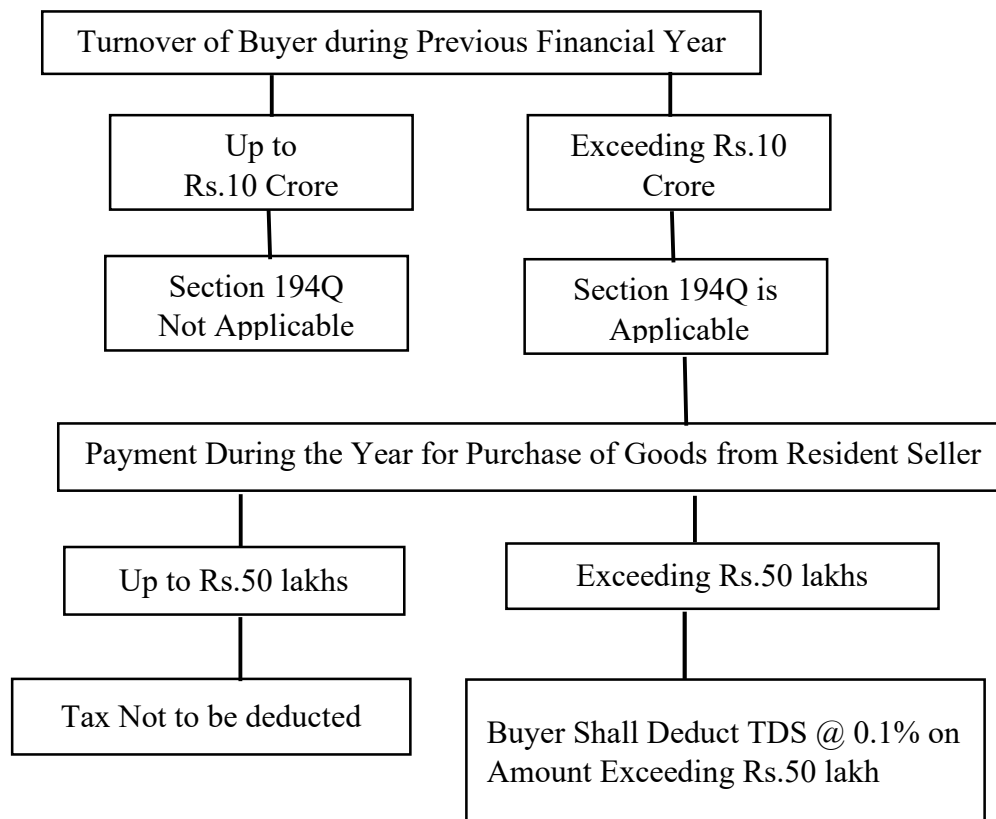 Turnover of Buyer during Previous Financial Year
Up to
Rs.10 Crore
Exceeding Rs.10
Crore
Section 194Q
Not Applicable
Section 194Q is
Applicable
Payment During the Year for Purchase of Goods from Resident Seller
Up to Rs.50 lakhs
Exceeding Rs.50 lakhs
Tax Not to be deducted
Buyer Shall Deduct TDS @ 0.1% on
Amount Exceeding Rs.50 lakh